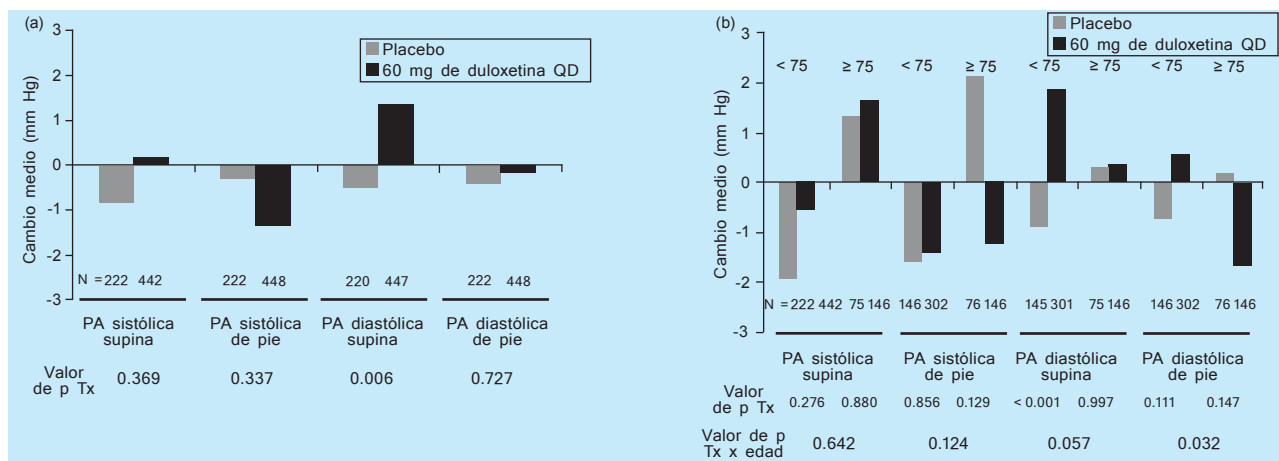 (a)
3
2
1
0
-1
-2
-3
Cambio medio (mm Hg)
Placebo
60 mg de duloxetina QD
N = 222 442 222 448 220 447 222 448
PA sistólica supina
PA sistólica de pie
PA diastólica supina
PA diastólica de pie
Valor de p Tx
0.369 0.337 0.006 0.727
(b)
3
2
1
0
-1
-2
-3
Cambio medio (mm Hg)
Placebo
60 mg de duloxetina QD
< 75 ≥ 75 < 75 ≥ 75 < 75 ≥ 75 < 75 ≥ 75
N = 222 442 75 146 146 302 76 146 145 301 75 146 146 302 76 146
PA sistólica supina
PA sistólica de pie
PA diastólica supina
PA diastólica de pie
Valor de p Tx
0.276 0.880 0.856 0.129 < 0.001 0.997 0.111 0.147
Valor de p Tx x edad
0.642 0.124 0.057 0.032